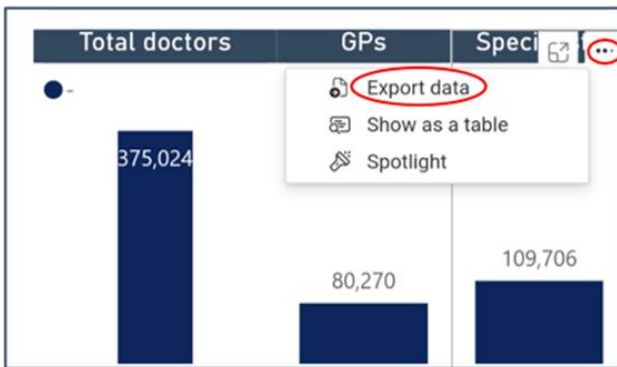 Total doctors GPs Speci
-
Export data
Show as a table
Spotlight
375,024
80,270
109,706